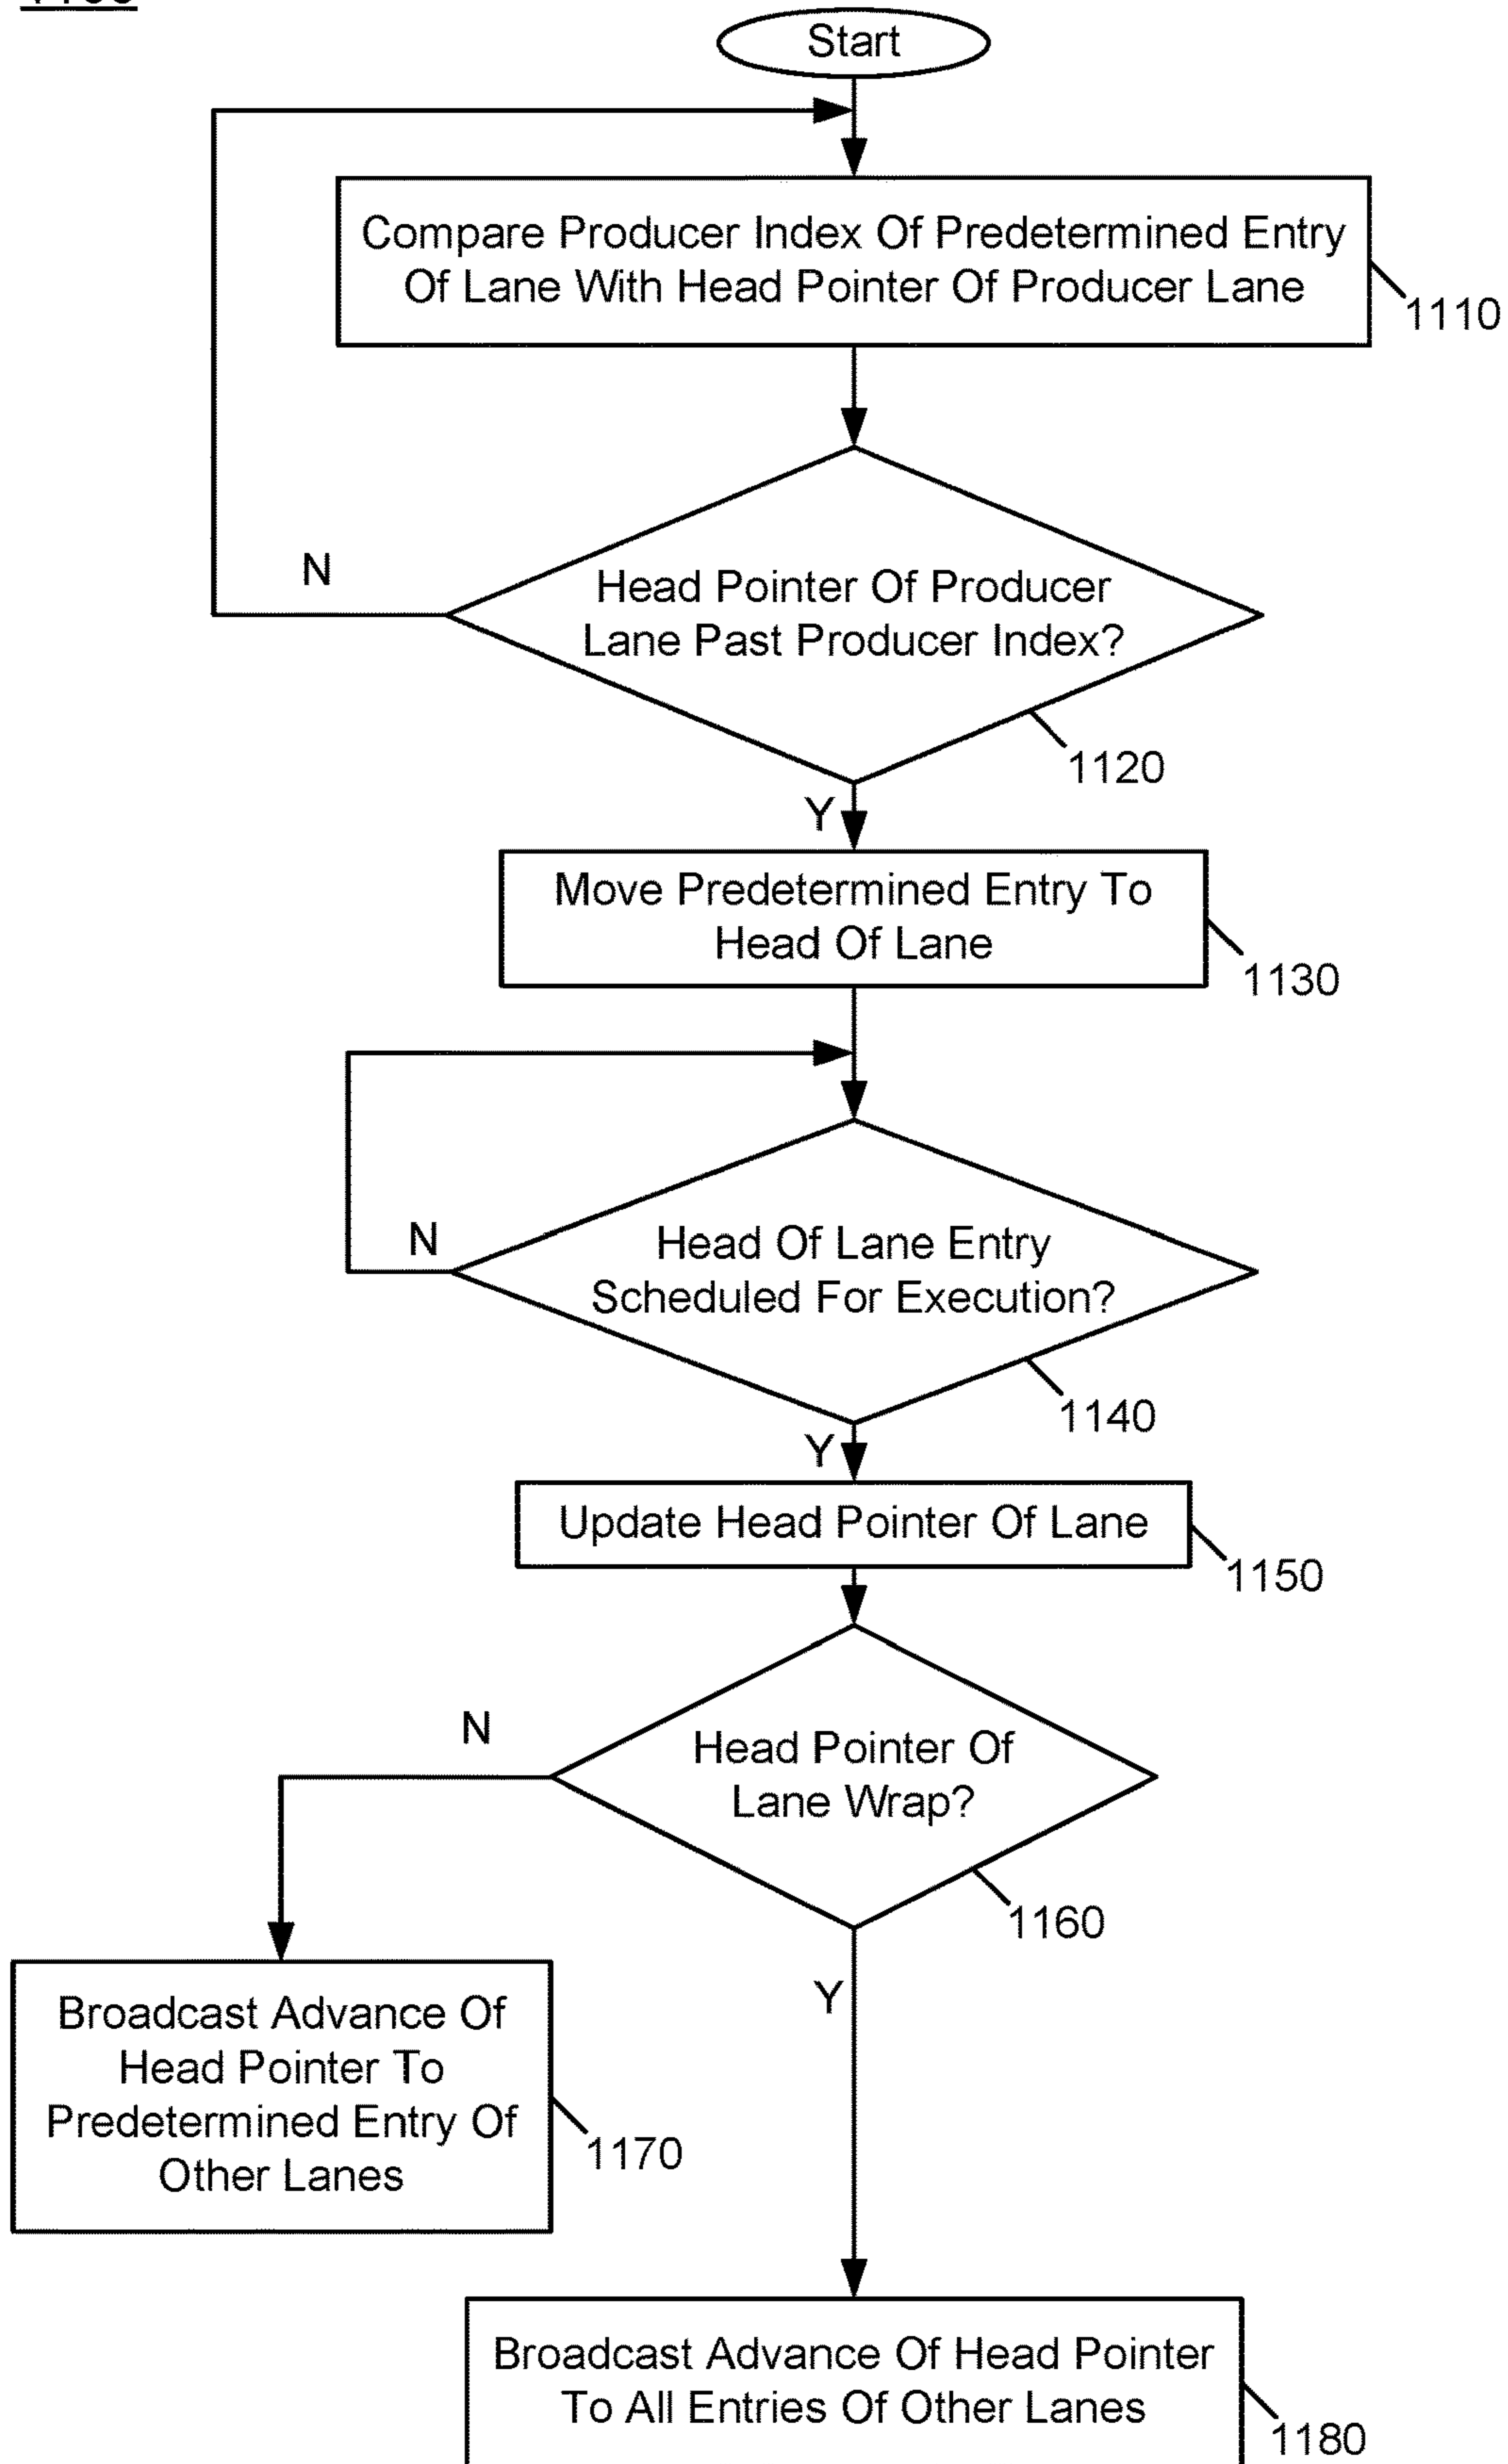 Start
Compare Producer Index Of Predetermined Entry
Of Lane With Head Pointer Of Producer Lane
1110
N
Head Pointer Of Producer
Lane Past Producer Index?
1120
Y
Move Predetermined Entry To
Head Of Lane
1130
N
Head Of Lane Entry
Scheduled For Execution?
1140
Y
Update Head Pointer Of Lane
1150
N
Head Pointer Of
Lane Wrap?
1160
Y
Broadcast Advance Of
Head Pointer To
Predetermined Entry Of
Other Lanes
1170
Broadcast Advance Of Head Pointer
To All Entries Of Other Lanes
1180